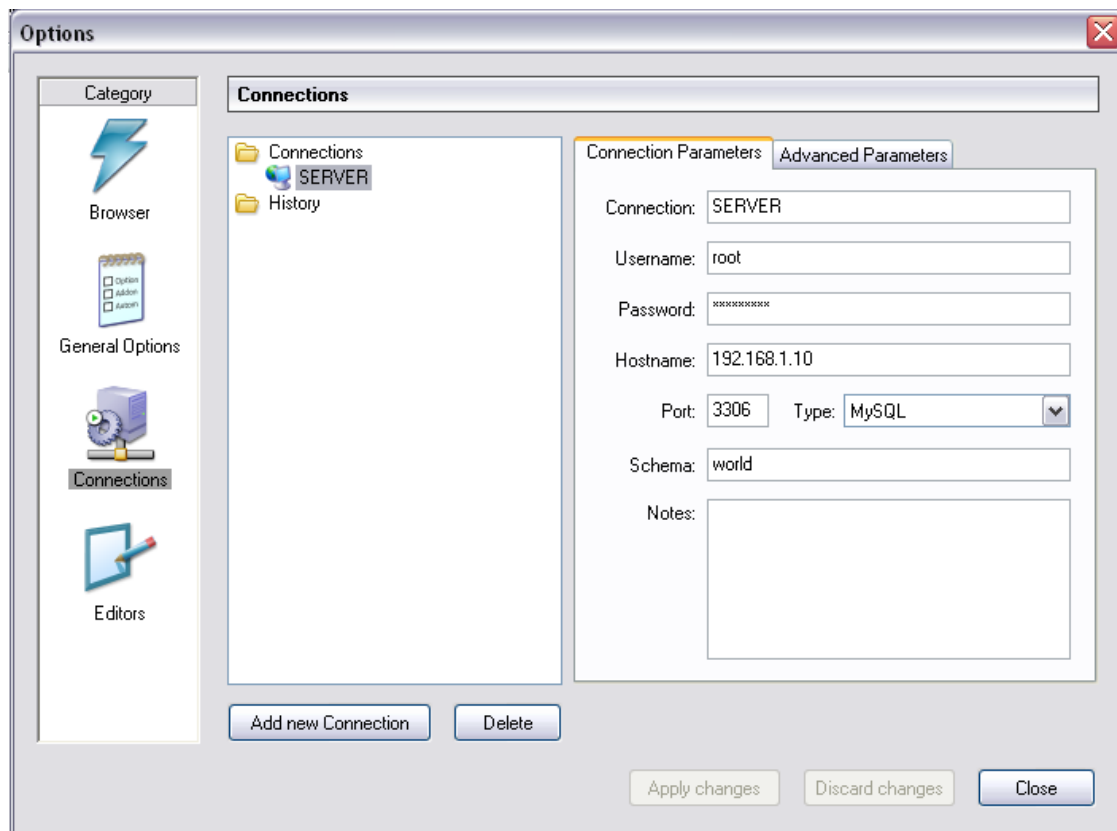 Options
Category
Browser
Option
Addon
General Options
Connections
Editors
Connections
Connections
SERVER
History
Add new Connection
Delete
Connection Parameters
Advanced Parameters
Connection: SERVER
Username: root
Password: *********
Hostname: 192.168.1.10
Port: 3306 Type: MySQL
Schema: world
Notes:
Apply changes
Discard changes
Close